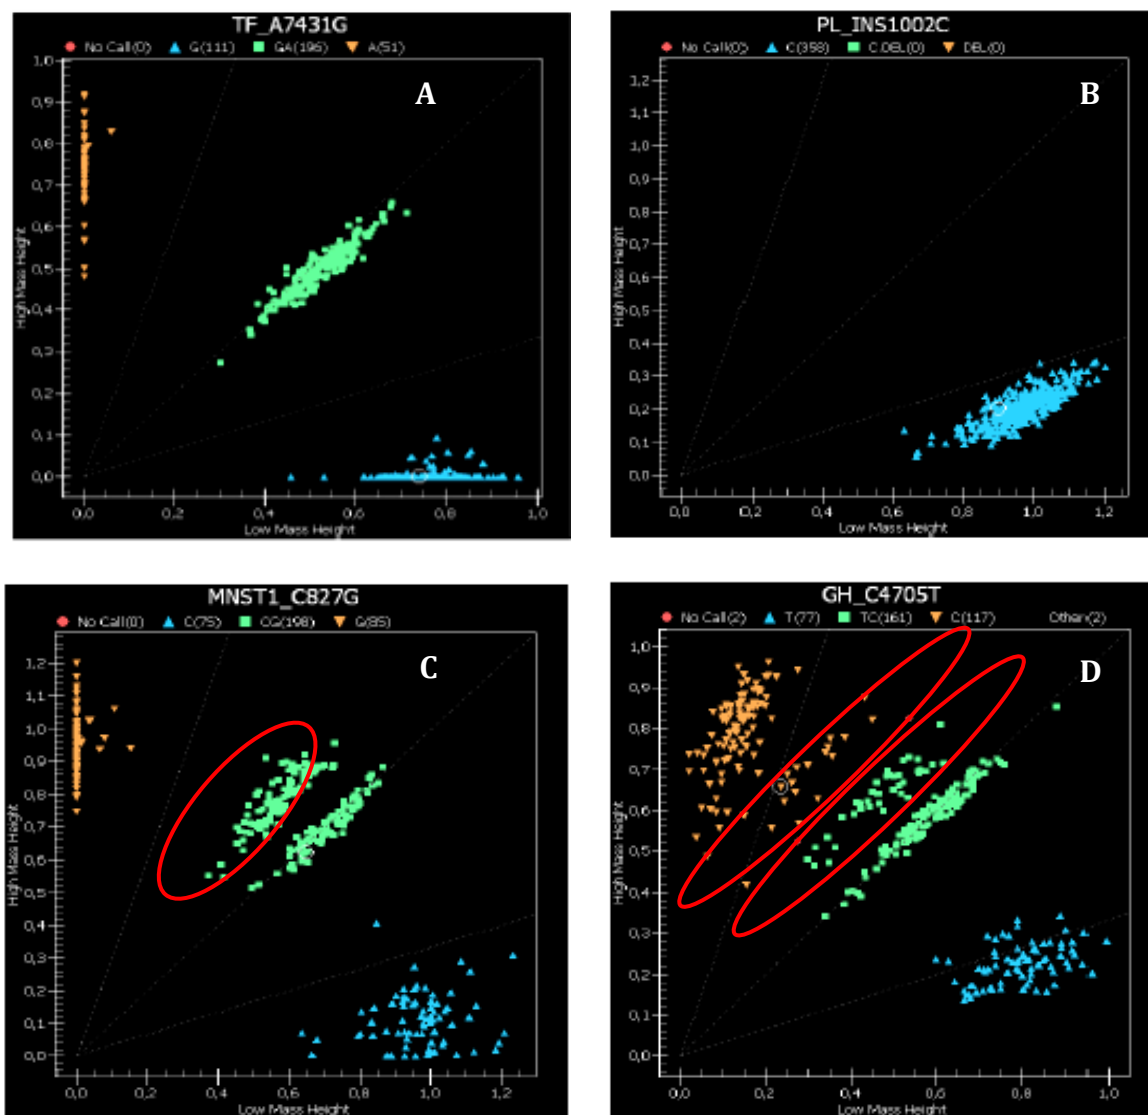 TF_A7431G
No Call(0) G(111) GA(196) A(51)
A
High Mass Height
1,0
0,9
0,8
0,7
0,6
0,5
0,4
0,3
0,2
0,1
0,0
0,0 0,2 0,4 0,6 0,8 1,0
Low Mass Height
PL_INS1002C
No Call(0) C(358) C.DEL(0) DEL(0)
B
High Mass Height
1,2
1,1
1,0
0,9
0,8
0,7
0,6
0,5
0,4
0,3
0,2
0,1
0,0
0,0 0,2 0,4 0,6 0,8 1,0 1,2
Low Mass Height
MNST1_C827G
No Call(0) C(75) CG(198) G(85)
C
High Mass Height
1,2
1,1
1,0
0,9
0,8
0,7
0,6
0,5
0,4
0,3
0,2
0,1
0,0
0,0 0,2 0,4 0,6 0,8 1,0 1,2
Low Mass Height
GH_C4705T
No Call(2) T(77) TC(161) C(117) Other(2)
D
High Mass Height
1,0
0,9
0,8
0,7
0,6
0,5
0,4
0,3
0,2
0,1
0,0
0,0 0,2 0,4 0,6 0,8 1,0
Low Mass Height